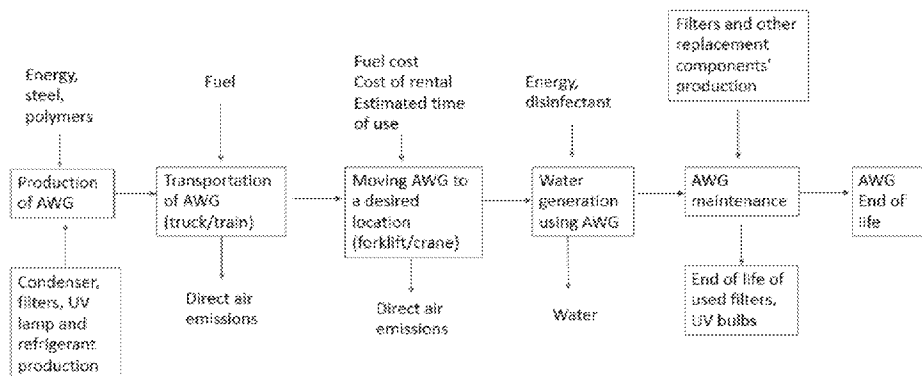 Energy,
steel,
polymers
Fuel
Fuel cost
Cost of rental
Estimated time
of use
Energy,
disinfectant
Filters and other
replacement
components'
production
Production
of AWG
Transportation
of AWG
(truck/train)
Moving AWG to
a desired
location
(forklift/crane)
Water
generation
using AWG
AWG
maintenance
AWG
End of
life
Condenser,
filters, UV
lamp and
refrigerant
production
Direct air
emissions
Direct air
emissions
Water
End of life of
used filters,
UV bulbs